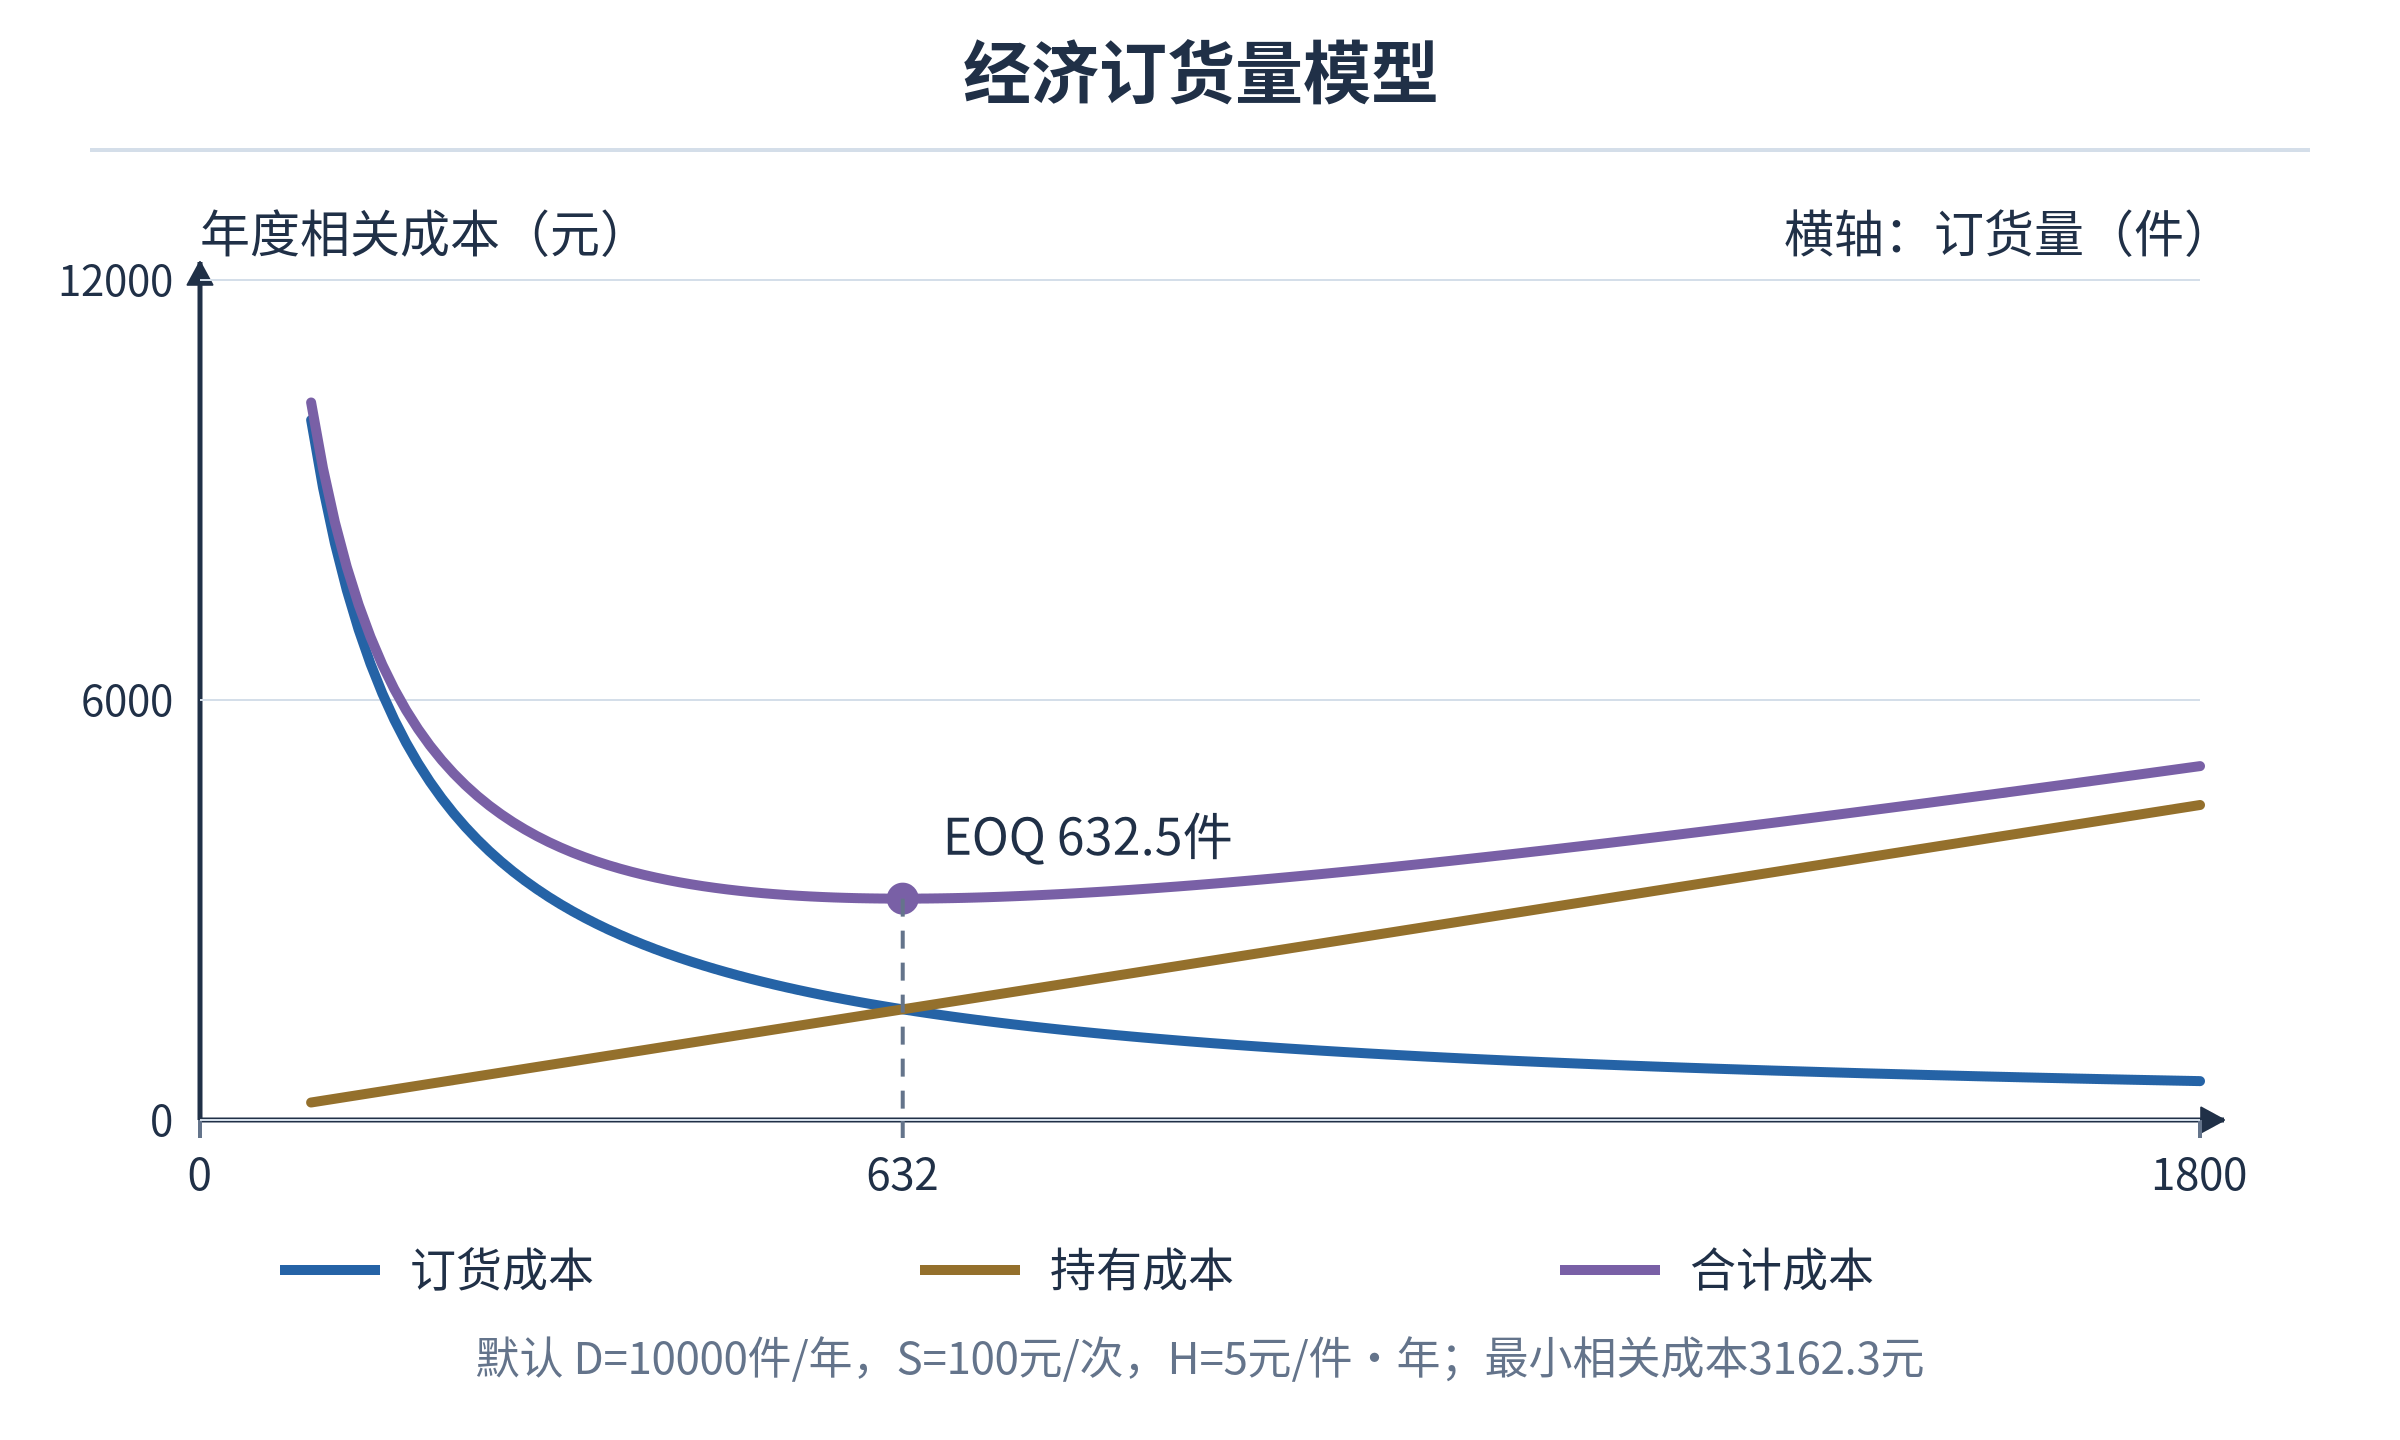 经济订货量模型
年度相关成本（元）
横轴：订货量（件）
12000
6000
EOQ 632.5件
0
0
632
1800
订货成本
持有成本
合计成本
默认 D=10000件/年，S=100元/次，H=5元/件·年；最小相关成本3162.3元